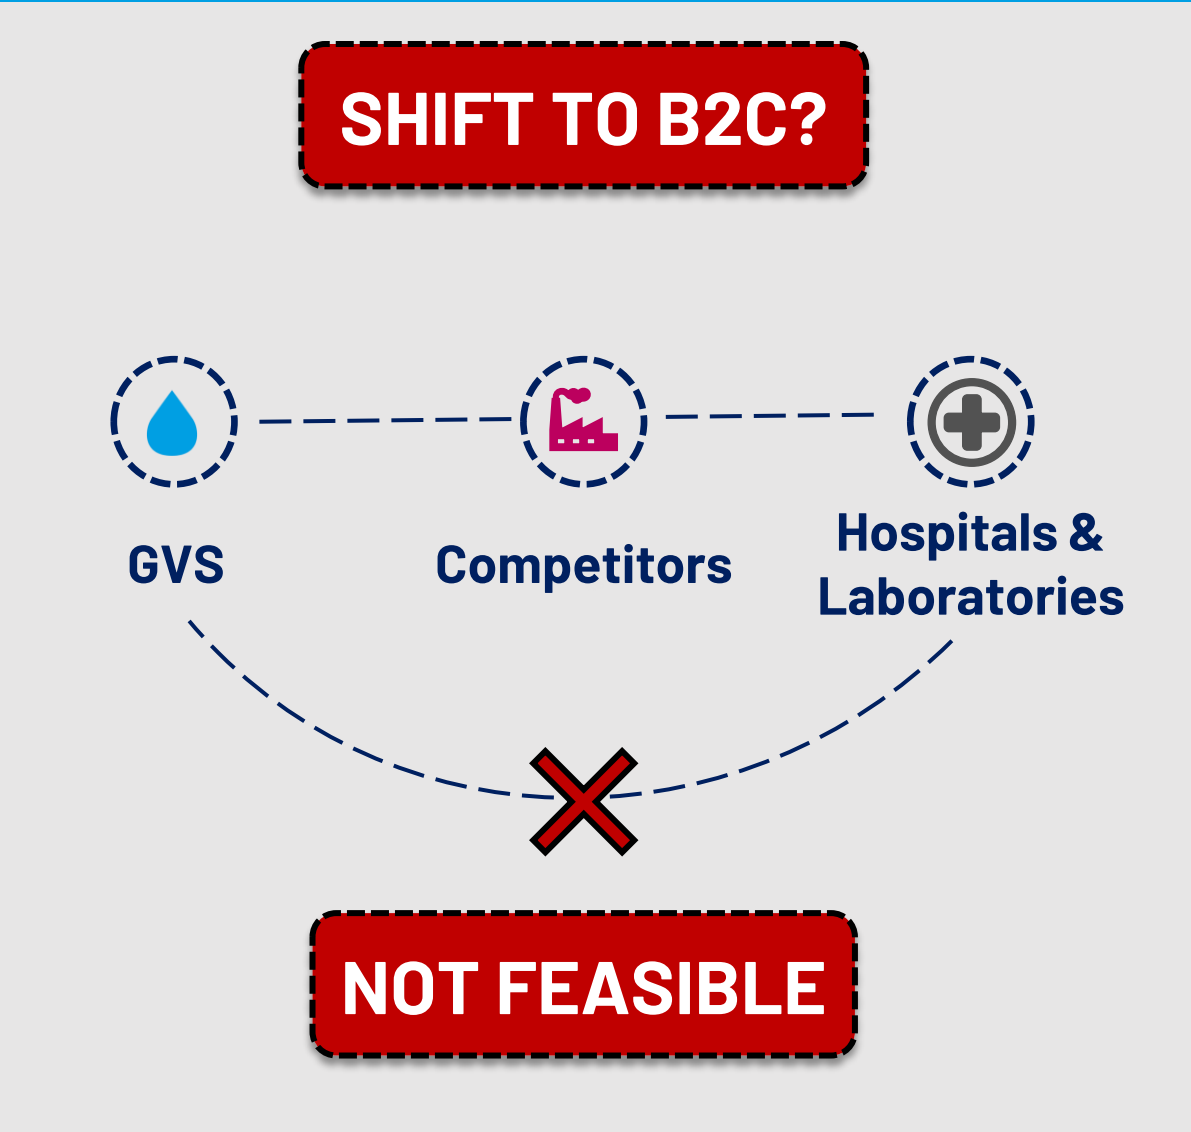 SHIFT TO B2C?
GVS
Competitors
Hospitals &
Laboratories
NOT FEASIBLE